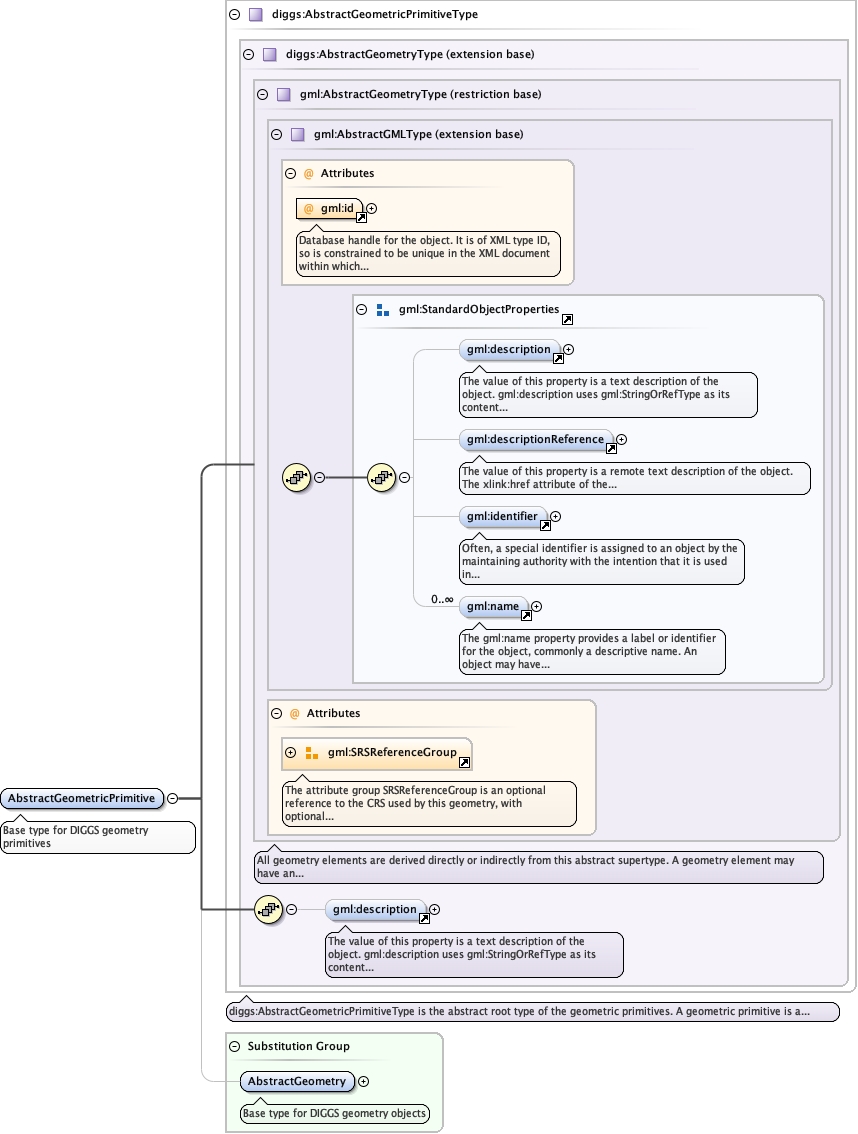 diggs:AbstractGeometricPrimitiveType
diggs:AbstractGeometryType (extension base)
gml:AbstractGeometryType (restriction base)
gml:AbstractGMLType (extension base)
@ Attributes
@ gml:id
Database handle for the object. It is of XML type ID,
so is constrained to be unique in the XML document
within which...
gml:StandardObjectProperties
gml:description
The value of this property is a text description of the
object. gml:description uses gml:StringOrRefType as its
content...
gml:descriptionReference
The value of this property is a remote text description of the object.
The xlink:href attribute of the...
gml:identifier
Often, a special identifier is assigned to an object by the
maintaining authority with the intention that it is used
in...
0..∞
gml:name
The gml:name property provides a label or identifier
for the object, commonly a descriptive name. An
object may have...
@ Attributes
gml:SRSReferenceGroup
The attribute group SRSReferenceGroup is an optional
reference to the CRS used by this geometry, with
optional...
AbstractGeometricPrimitive
Base type for DIGGS geometry
primitives
All geometry elements are derived directly or indirectly from this abstract supertype. A geometry element may
have an...
gml:description
The value of this property is a text description of the
object. gml:description uses gml:StringOrRefType as its
content...
diggs:AbstractGeometricPrimitiveType is the abstract root type of the geometric primitives. A geometric primitive is a...
Substitution Group
AbstractGeometry
Base type for DIGGS geometry objects